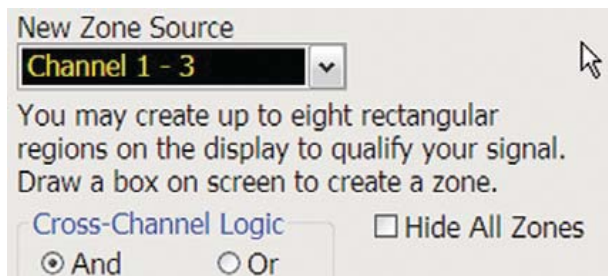 New Zone Source
Channel 1 - 3
You may create up to eight rectangular
regions on the display to qualify your signal.
Draw a box on screen to create a zone.
Cross-Channel Logic
Hide All Zones
And
Or